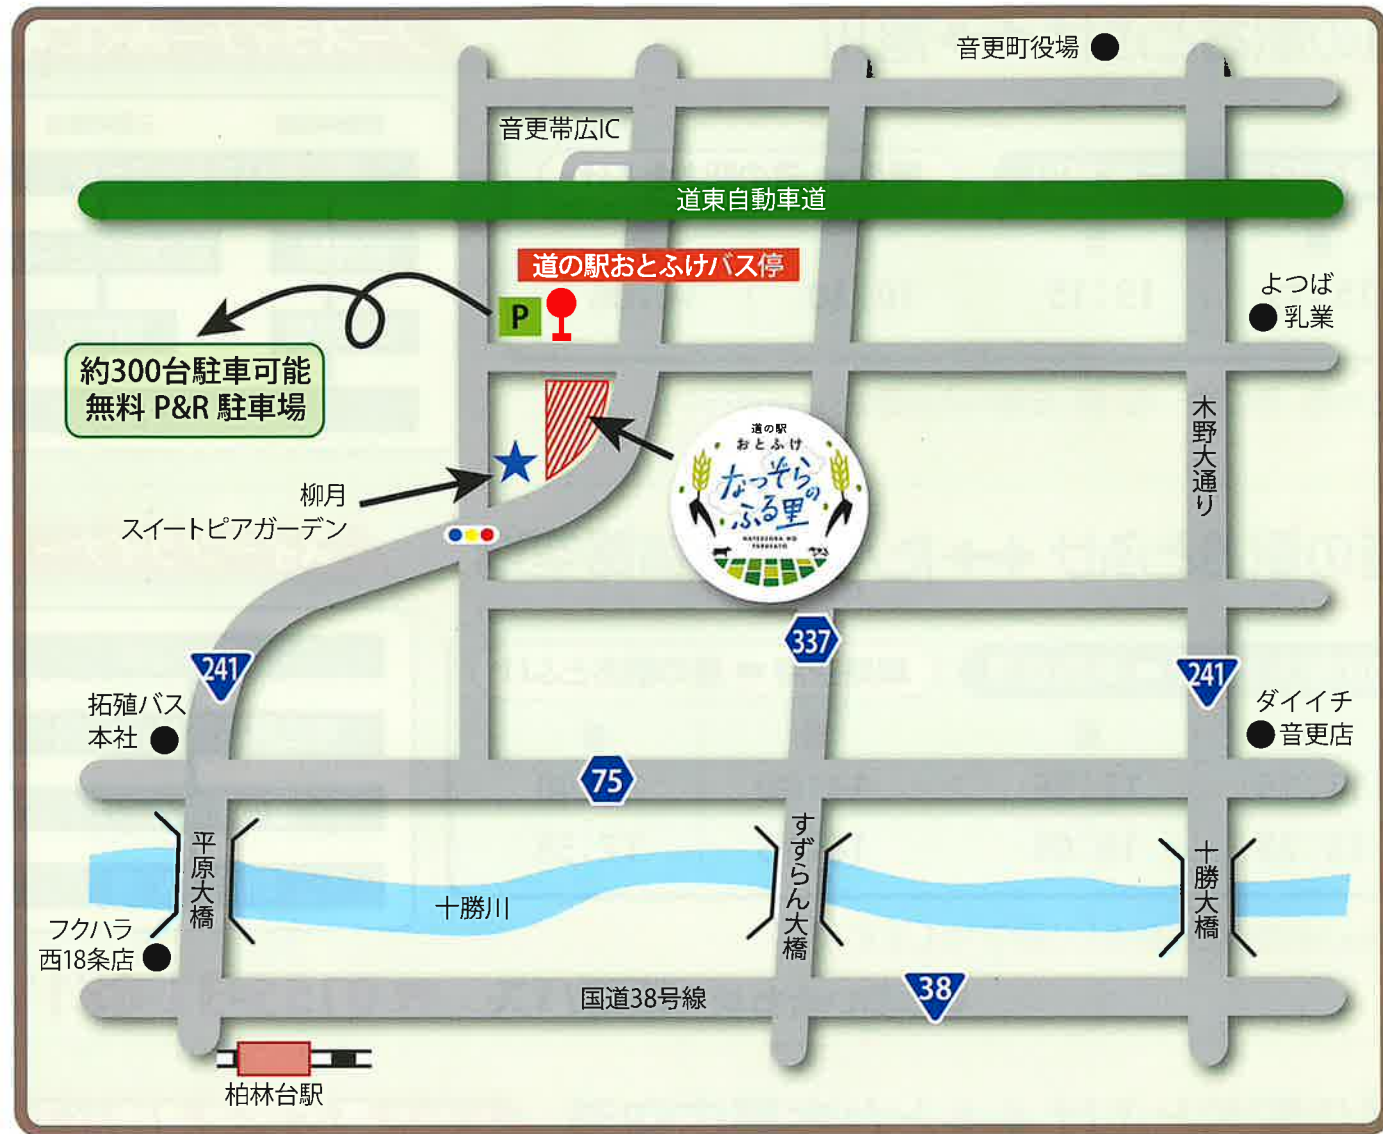 音更町役場
音更帯広IC
道東自動車道
道の駅おとふけバス停
P
よつば
乳業
約300台駐車可能
無料 P&R 駐車場
木野大通り
道の駅
おとふけ
なつぞらの
ふる里
NATSUZORA NO
FURUSATO
柳月
スイートピアガーデン
241
337
241
拓殖バス
本社
ダイイチ
音更店
75
平原大橋
すずらん大橋
十勝大橋
十勝川
フクハラ
西18条店
国道38号線
38
柏林台駅